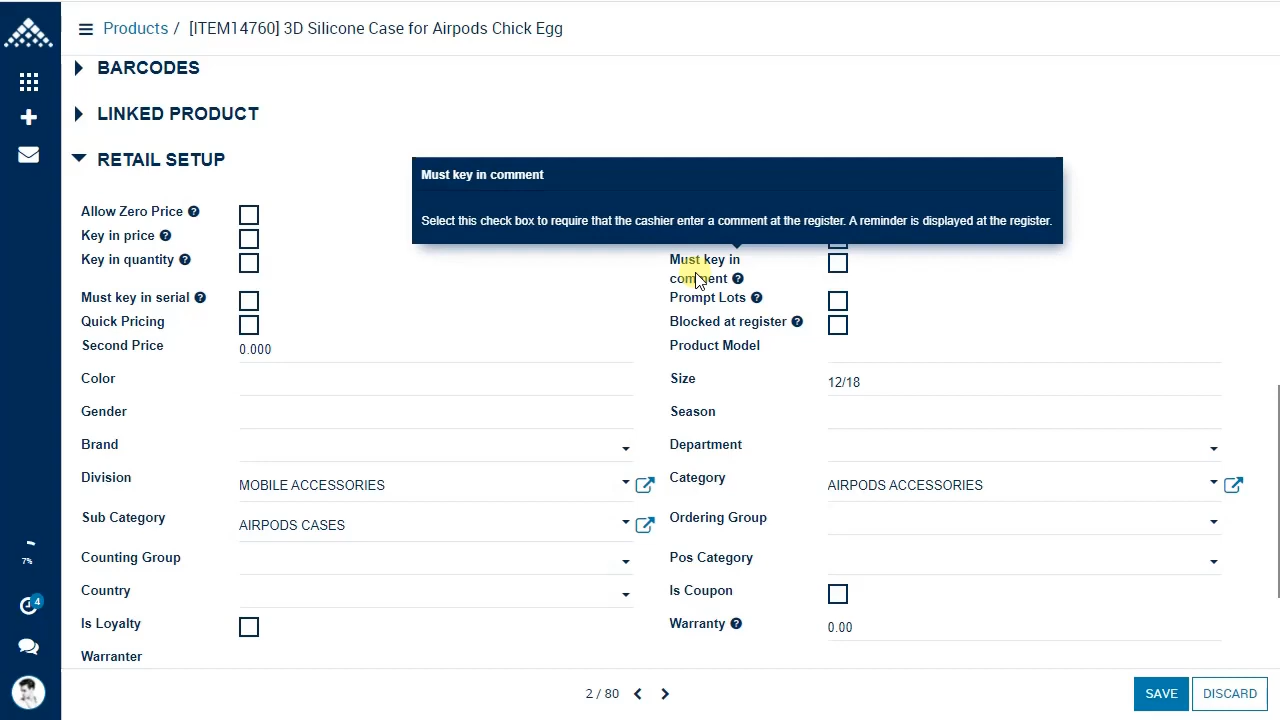 Products / [ITEM14760] 3D Silicone Case for Airpods Chick Egg
BARCODES
LINKED PRODUCT
RETAIL SETUP
Must key in comment
Select this check box to require that the cashier enter a comment at the register. A reminder is displayed at the register.
Allow Zero Price
Key in price
Key in quantity
Must key in
comment
Must key in serial
Prompt Lots
Quick Pricing
Blocked at register
Second Price 0.000
Product Model
Color
Size 12/18
Gender
Season
Brand
Department
Division MOBILE ACCESSORIES
Category AIRPODS ACCESSORIES
Sub Category AIRPODS CASES
Ordering Group
Counting Group
Pos Category
Country
Is Coupon
Is Loyalty
Warranty 0.00
Warranter
7%
4
2 / 80
SAVE
DISCARD